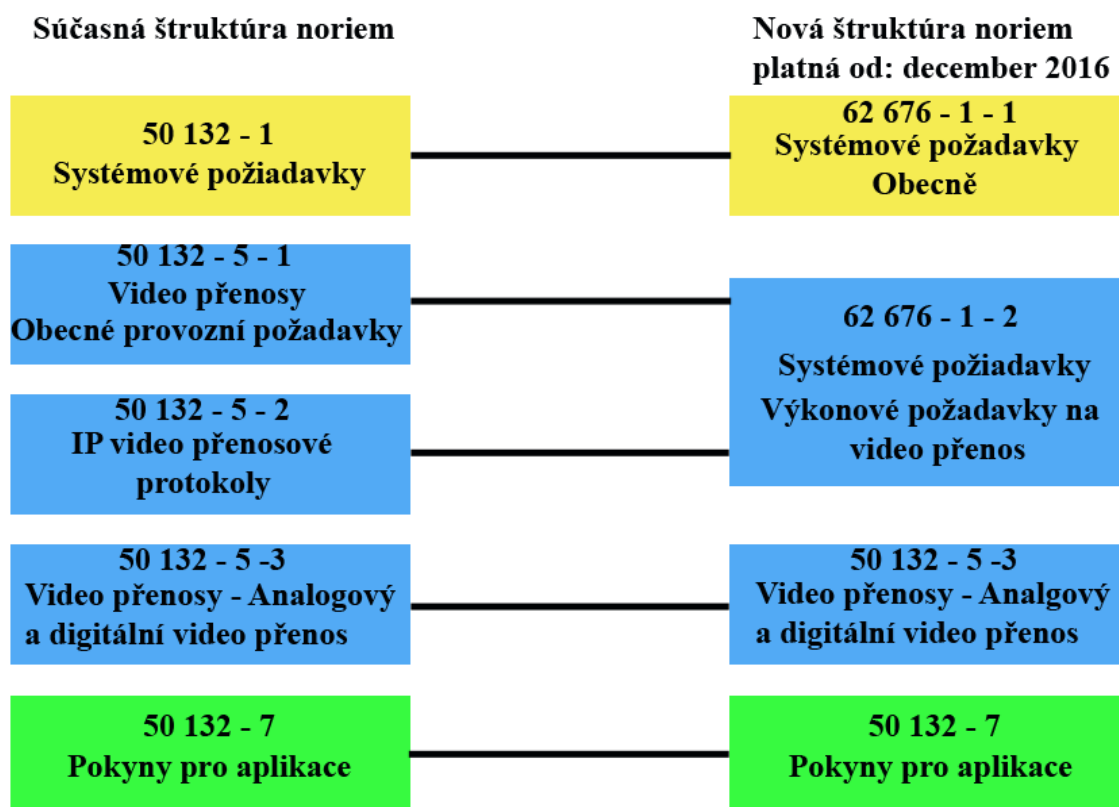 Súčasná štruktúra noriem
Nová štruktúra noriem
platná od: december 2016
50 132 - 1
Systémové požiadavky
62 676 - 1 - 1
Systémové požadavky
Obecně
50 132 - 5 - 1
Video přenosy
Obecné provozní požadavky
50 132 - 5 - 2
IP video přenosové
protokoly
62 676 - 1 - 2
Systémové požiadavky
Výkonové požadavky na
video přenos
50 132 - 5 -3
Video přenosy - Analogový
a digitální video přenos
50 132 - 5 -3
Video přenosy - Analgový
a digitální video přenos
50 132 - 7
Pokyny pro aplikace
50 132 - 7
Pokyny pro aplikace